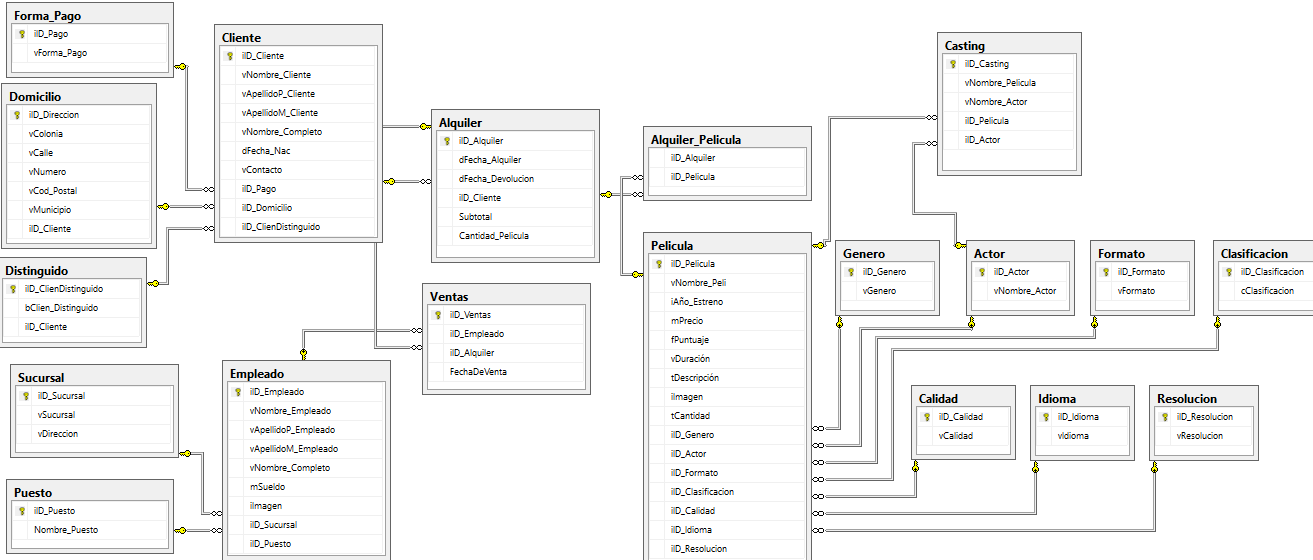 Forma_Pago
iID_Pago
vForma_Pago
Domicilio
iID_Direccion
vColonia
vCalle
vNumero
vCod_Postal
vMunicipio
iID_Cliente
Distinguido
iID_ClienDistinguido
bClien_Distinguido
iID_Cliente
Sucursal
iID_Sucursal
vSucursal
vDireccion
Puesto
iID_Puesto
Nombre_Puesto
Cliente
iID_Cliente
vNombre_Cliente
vApellidoP_Cliente
vApellidoM_Cliente
vNombre_Completo
dFecha_Nac
vContacto
iID_Pago
iID_Domicilio
iID_ClienDistinguido
Empleado
iID_Empleado
vNombre_Empleado
vApellidoP_Empleado
vApellidoM_Empleado
vNombre_Completo
mSueldo
iImagen
iID_Sucursal
iID_Puesto
Alquiler
iID_Alquiler
dFecha_Alquiler
dFecha_Devolucion
iID_Cliente
Subtotal
Cantidad_Pelicula
Ventas
iID_Ventas
iID_Empleado
iID_Alquiler
FechaDeVenta
Alquiler_Pelicula
iID_Alquiler
iID_Pelicula
Pelicula
iID_Pelicula
vNombre_Peli
iAño_Estreno
mPrecio
fPuntuaje
vDuración
tDescripción
iImagen
tCantidad
iID_Genero
iID_Actor
iID_Formato
iID_Clasificacion
iID_Calidad
iID_Idioma
iID_Resolucion
Casting
iID_Casting
vNombre_Pelicula
vNombre_Actor
iID_Pelicula
iID_Actor
Genero
iID_Genero
vGenero
Actor
iID_Actor
vNombre_Actor
Formato
iID_Formato
vFormato
Clasificacion
iID_Clasificacion
cClasificacion
Calidad
iID_Calidad
vCalidad
Idioma
iID_Idioma
vIdioma
Resolucion
iID_Resolucion
vResolucion